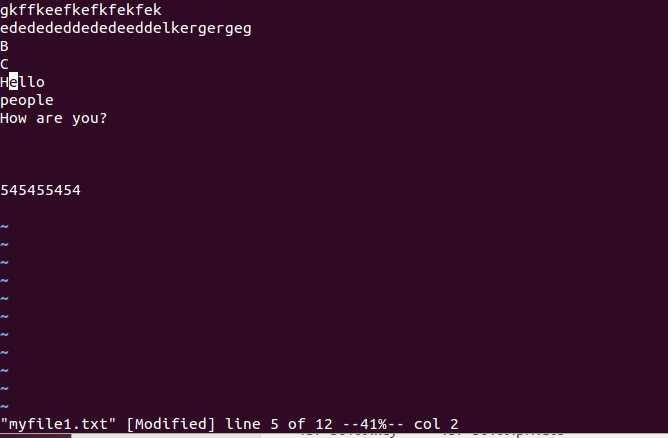 gkffkeefkefkfekfek
ededededdededeeddelkergergeg
B
C
Hello
people
How are you?
545455454
~
~
~
~
~
~
~
~
~
~
~
"myfile1.txt" [Modified] line 5 of 12 --41%-- col 2